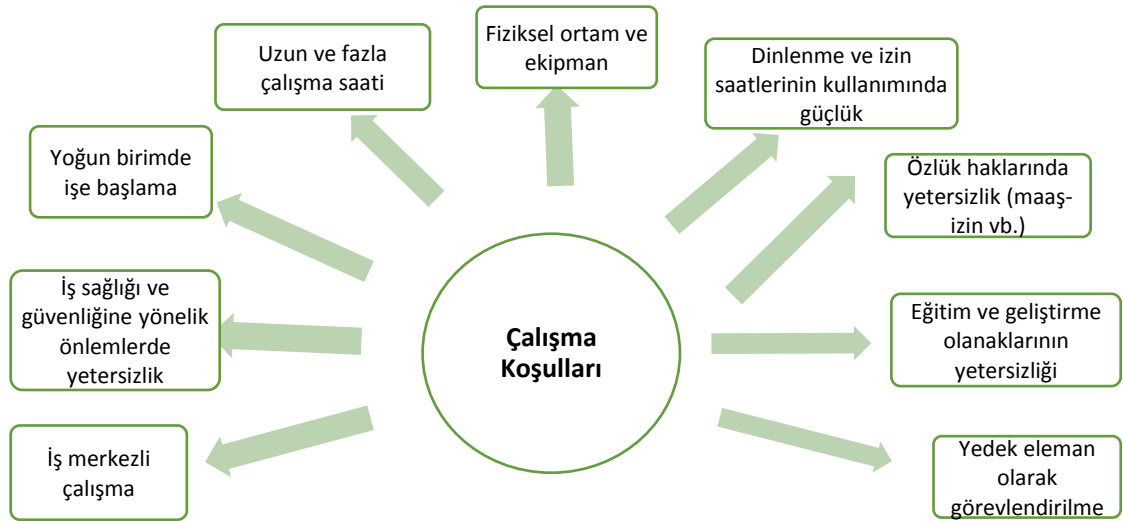 Fiziksel ortam ve
ekipman
Uzun ve fazla
çalışma saati
Dinlenme ve izin
saatlerinin kullanımında
güçlük
Yoğun birimde
işe başlama
Özlük haklarında
yetersizlik (maaş-
izin vb.)
İş sağlığı ve
güvenliğine yönelik
önlemlerde
yetersizlik
Çalışma
Koşulları
Eğitim ve geliştirme
olanaklarının
yetersizliği
İş merkezli
çalışma
Yedek eleman
olarak
görevlendirilme